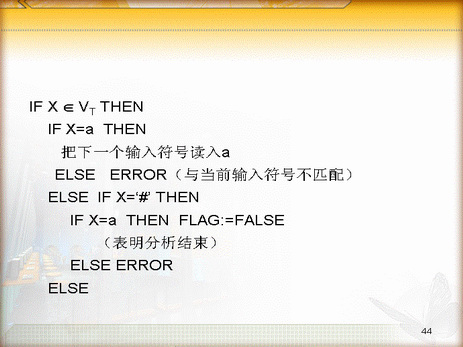 IF X ∈ VT THEN
IF X=a THEN
把下一个输入符号读入a
ELSE ERROR（与当前输入符号不匹配）
ELSE IF X=‘#’ THEN
IF X=a THEN FLAG:=FALSE
（表明分析结束）
ELSE ERROR
ELSE
44